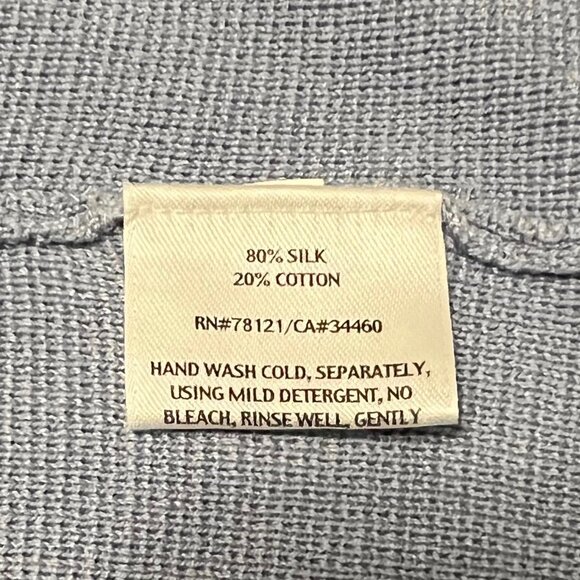 80% SILK
20% COTTON
RN#78121/CA#34460
HAND WASH COLD, SEPARATELY,
USING MILD DETERGENT, NO
BLEACH, RINSE WELL, GENTLY